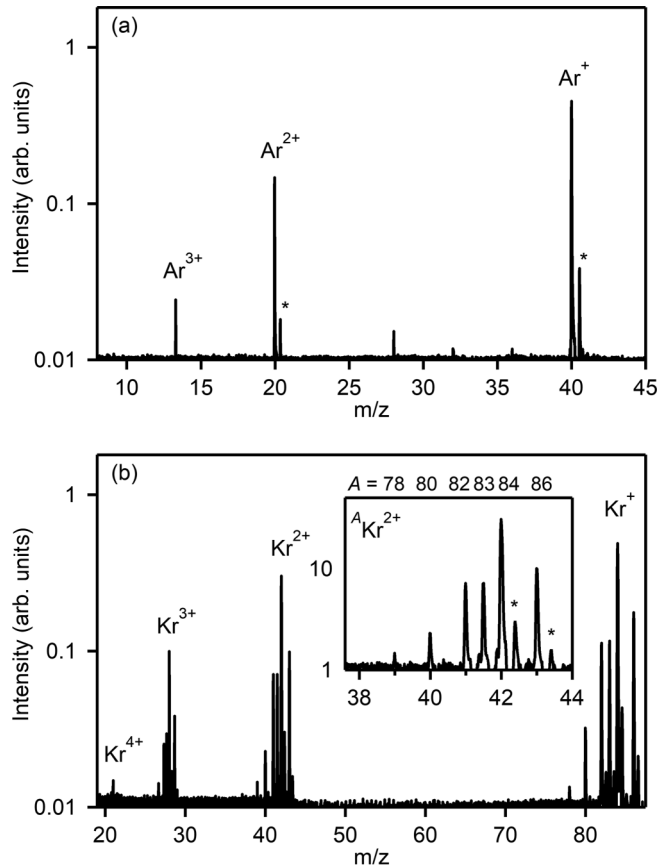 (a)
1
Ar⁺
Ar²⁺
0.1
Ar³⁺
*
*
0.01
10 15 20 25 30 35 40 45
m/z
Intensity (arb. units)
(b)
A = 78 80 82 83 84 86
1
ᴬKr²⁺
Kr⁺
Kr²⁺
10
Kr³⁺
*
*
0.1
1
38 40 42 44
Kr⁴⁺
0.01
20 30 40 50 60 70 80
m/z
Intensity (arb. units)